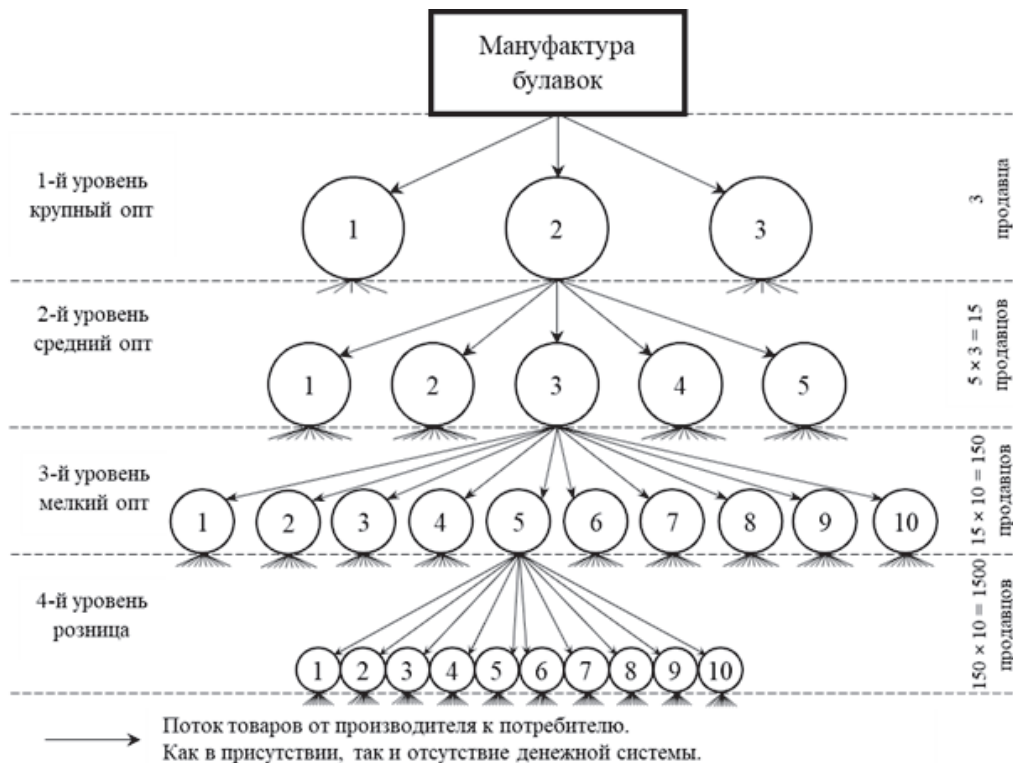 Мануфактура
булавок
1-й уровень
крупный опт
1
2
3
3
продавца
2-й уровень
средний опт
1
2
3
4
5
5 × 3 = 15
продавцов
3-й уровень
мелкий опт
1
2
3
4
5
6
7
8
9
10
15 × 10 = 150
продавцов
4-й уровень
розница
1
2
3
4
5
6
7
8
9
10
150 × 10 = 1500
продавцов
Поток товаров от производителя к потребителю.
Как в присутствии, так и отсутствие денежной системы.